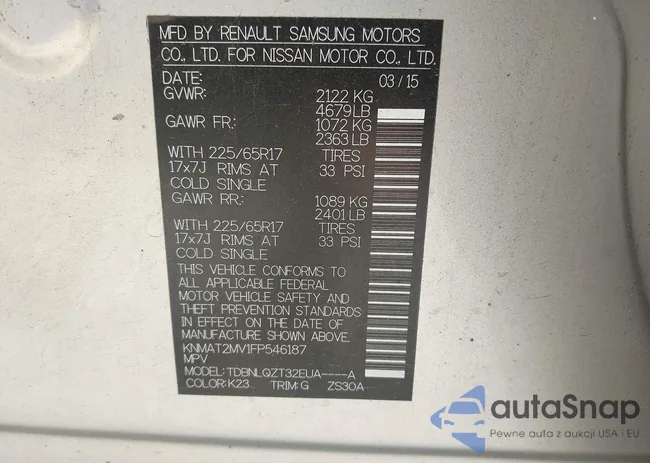 MFD BY RENAULT SAMSUNG MOTORS
CO., LTD. FOR NISSAN MOTOR CO., LTD.
DATE: 03/15
GVWR: 2122 KG
4679LB
GAWR FR: 1072 KG
2363 LB
WITH 225/65R17 TIRES
17x7J RIMS AT 33 PSI
COLD SINGLE
GAWR RR: 1089 KG
2401 LB
WITH 225/65R17 TIRES
17x7J RIMS AT 33 PSI
COLD SINGLE
THIS VEHICLE CONFORMS TO
ALL APPLICABLE FEDERAL
MOTOR VEHICLE SAFETY AND
THEFT PREVENTION STANDARDS
IN EFFECT ON THE DATE OF
MANUFACTURE SHOWN ABOVE.
KNMAT2MV1FP546187
MPV
MODEL: TDBNLQZT32EUA----A
COLOR: K23 TRIM: G ZS30A
autoSnap
Pewne auta z aukcji USA i EU